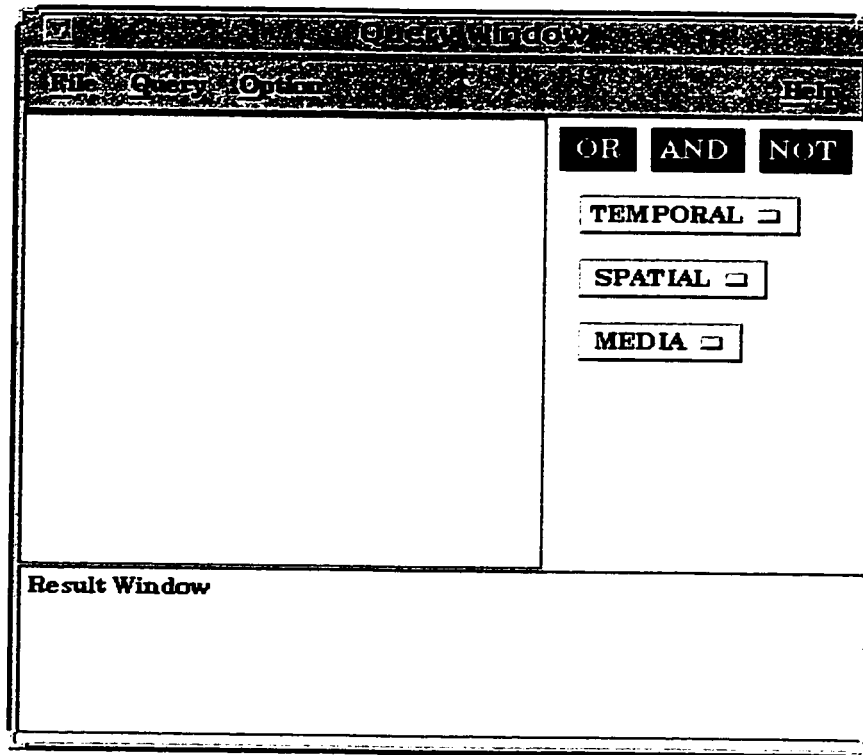 Query Window
File Query Option Help
OR AND NOT
TEMPORAL
SPATIAL
MEDIA
Result Window